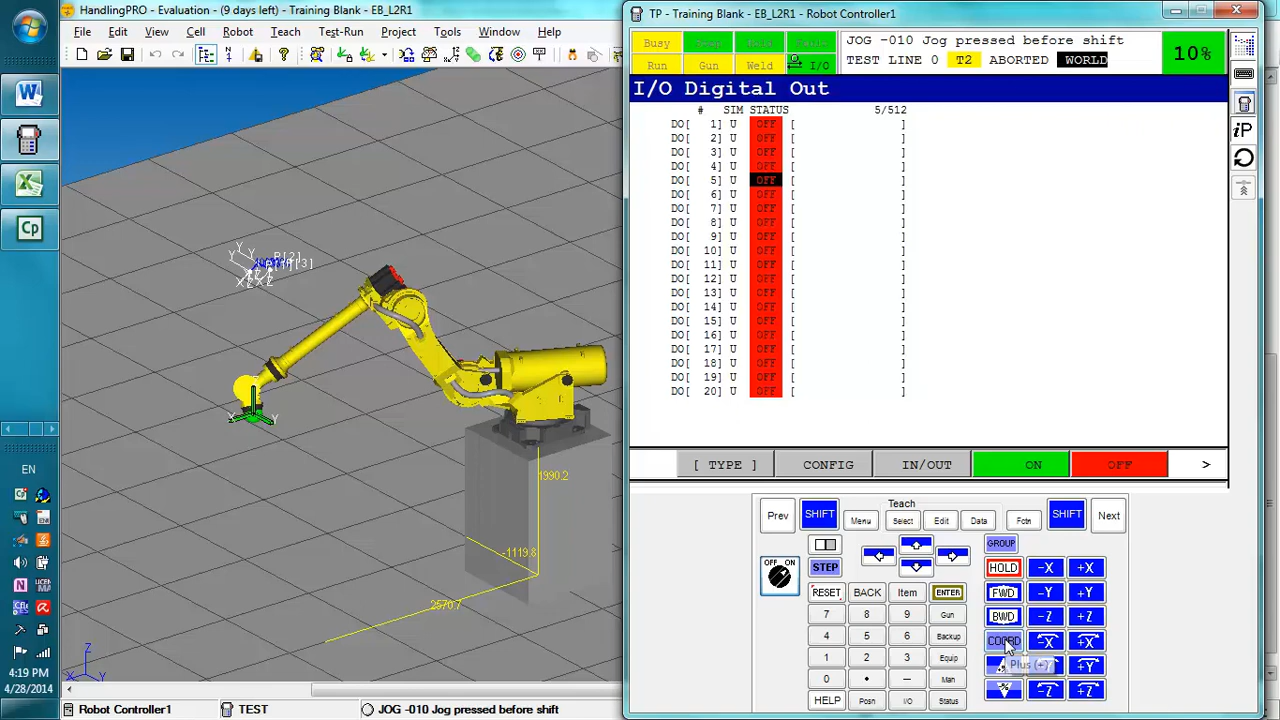 HandlingPRO - Evaluation - (9 days left) - Training Blank - EB_L2R1
File Edit View Cell Robot Teach Test-Run Project Tools Window Help
P[2]
P[3]
X
Y
1990.2
-1119.8
2570.7
Z
X
Y
EN
4:19 PM
4/28/2014
Cp
Robot Controller1
TEST
JOG -010 Jog pressed before shift
TP - Training Blank - EB_L2R1 - Robot Controller1
Busy
Run Gun Weld I/O
JOG -010 Jog pressed before shift
TEST LINE 0 T2 ABORTED WORLD
10%
I/O Digital Out
# SIM STATUS 5/512
DO[ 1] U OFF [ ]
DO[ 2] U OFF [ ]
DO[ 3] U OFF [ ]
DO[ 4] U OFF [ ]
DO[ 5] U OFF [ ]
DO[ 6] U OFF [ ]
DO[ 7] U OFF [ ]
DO[ 8] U OFF [ ]
DO[ 9] U OFF [ ]
DO[ 10] U OFF [ ]
DO[ 11] U OFF [ ]
DO[ 12] U OFF [ ]
DO[ 13] U OFF [ ]
DO[ 14] U OFF [ ]
DO[ 15] U OFF [ ]
DO[ 16] U OFF [ ]
DO[ 17] U OFF [ ]
DO[ 18] U OFF [ ]
DO[ 19] U OFF [ ]
DO[ 20] U OFF [ ]
[ TYPE ] CONFIG IN/OUT ON OFF >
iP
Teach
Prev SHIFT Menu Select Edit Data Fctn SHIFT Next
OFF ON
STEP
GROUP
RESET BACK Item ENTER
7 8 9 Gun
4 5 6 Backup
1 2 3 Equip
0 • — Man
HELP Posn I/O Status
HOLD -X +X
FWD -Y +Y
BWD -Z +Z
COORD -X +X
Plus (+) +Y
% -Z +Z